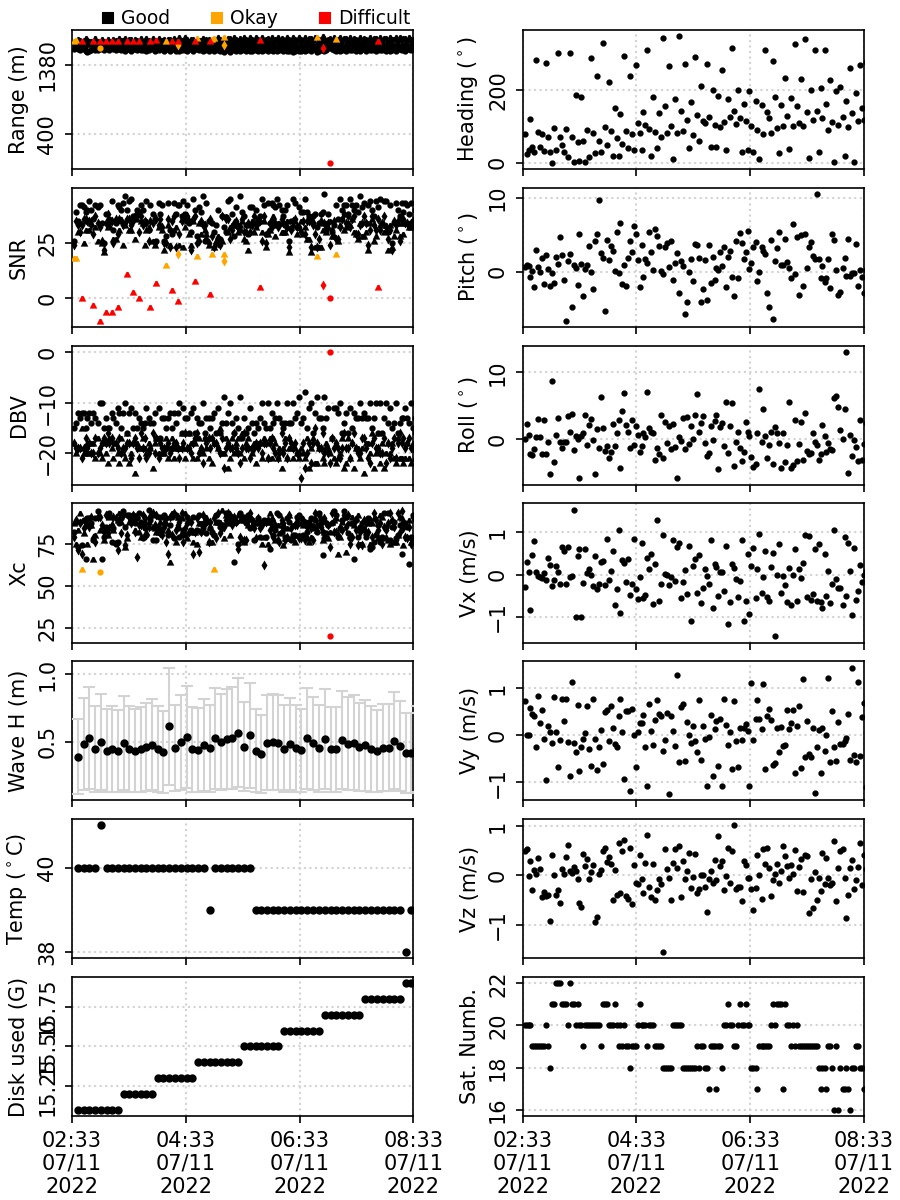 Good Okay Difficult
Range (m)
1380
400
Heading (°)
200
0
SNR
25
0
Pitch (°)
10
0
DBV
0
−10
−20
Roll (°)
10
0
Xc
75
50
25
Vx (m/s)
1
0
−1
Wave H (m)
1.0
0.5
Vy (m/s)
1
0
−1
Temp (°C)
40
38
Vz (m/s)
1
0
−1
Disk used (G)
15.25
Sat. Numb.
22
20
18
16
02:33 04:33 06:33 08:33
07/11 07/11 07/11 07/11
2022 2022 2022 2022
02:33 04:33 06:33 08:33
07/11 07/11 07/11 07/11
2022 2022 2022 2022